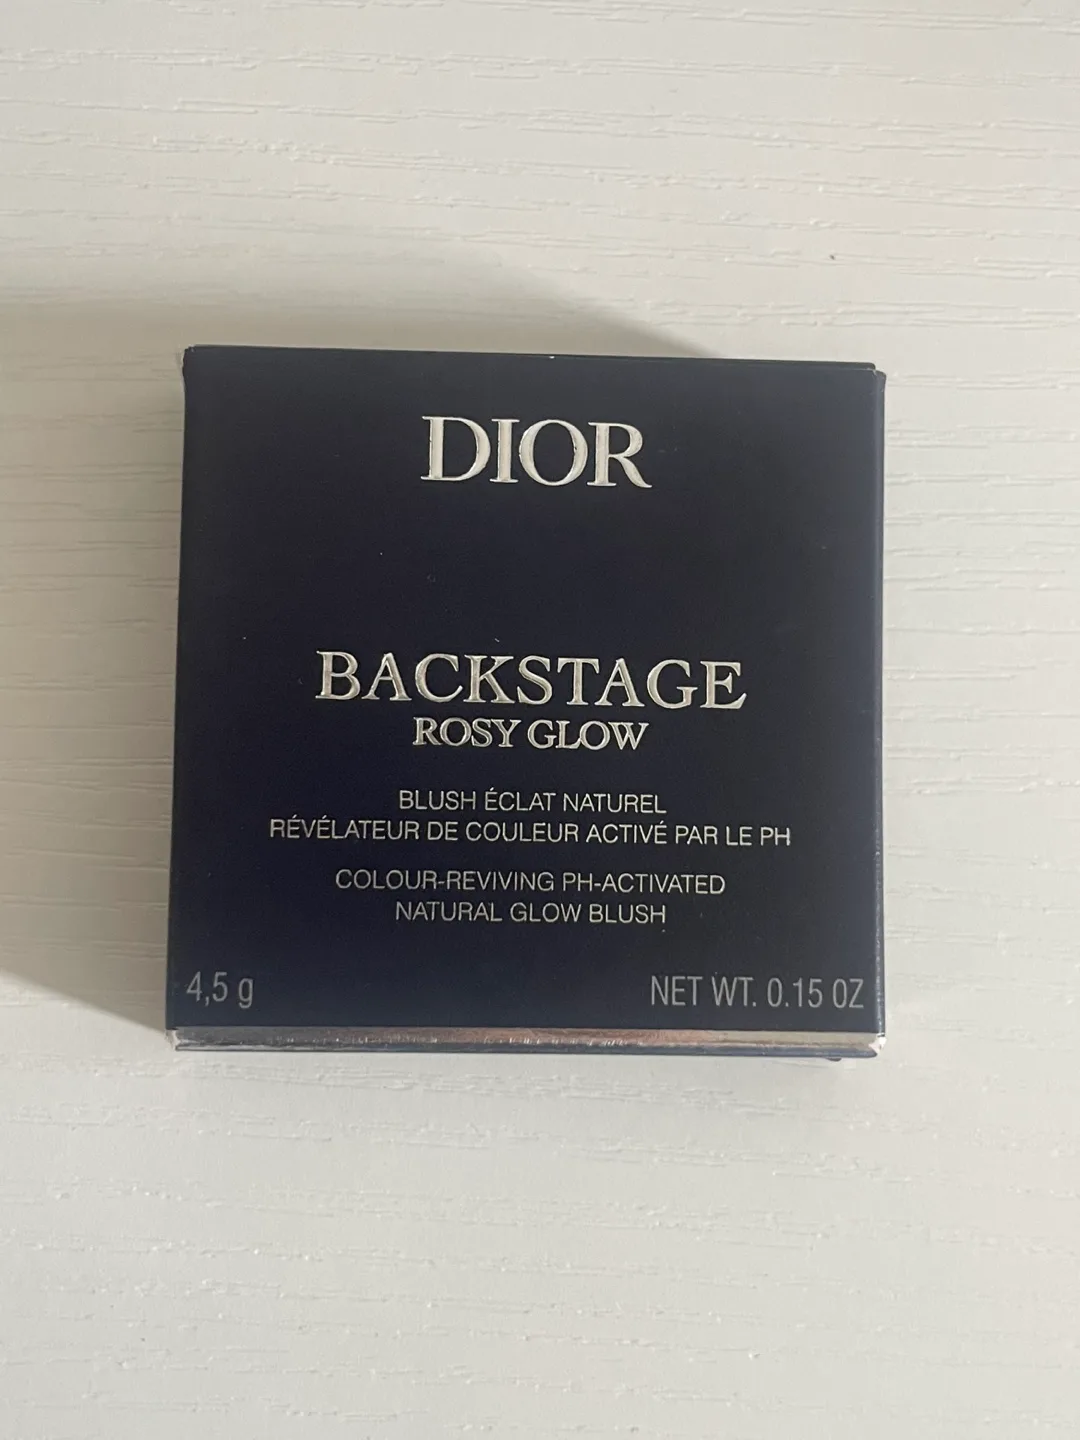 DIOR
BACKSTAGE
ROSY GLOW
BLUSH ÉCLAT NATUREL
RÉVÉLATEUR DE COULEUR ACTIVÉ PAR LE PH
COLOUR-REVIVING PH-ACTIVATED
NATURAL GLOW BLUSH
4,5 g
NET WT. 0.15 OZ